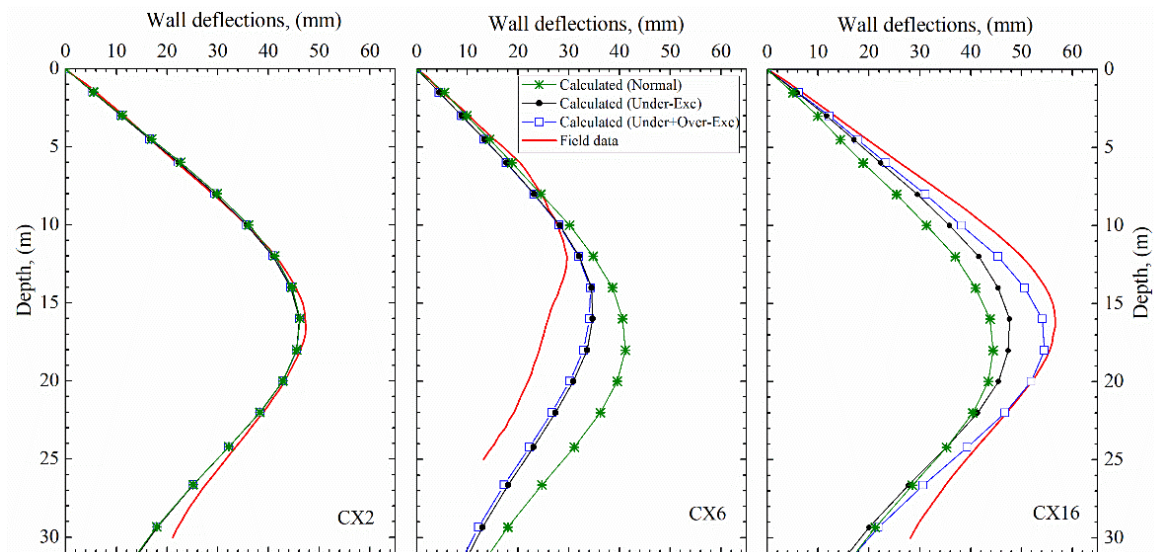 Wall deflections, (mm)
Wall deflections, (mm)
Wall deflections, (mm)
0 10 20 30 40 50 60
0 10 20 30 40 50 60
0 10 20 30 40 50 60
Depth, (m)
0
5
10
15
20
25
30
Calculated (Normal)
Calculated (Under-Exc)
Calculated (Under+Over-Exc)
Field data
CX2
CX6
CX16
0
5
10
15
20
25
30
Depth, (m)